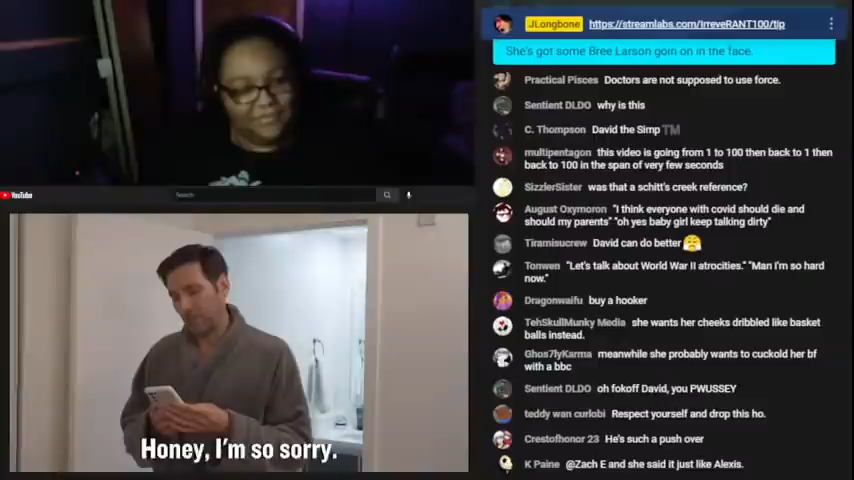 JLongbone https://streamlabs.com/irreveRANT100/tip
She's got some Bree Larson goin on in the face.
Practical Pisces Doctors are not supposed to use force.
Sentient DLDO why is this
C. Thompson David the Simp TM
multipentagon this video is going from 1 to 100 then back to 1 then
back to 100 in the span of very few seconds
SizzlerSister was that a schitt's creek reference?
August Oxymoron "I think everyone with covid should die and
should my parents" "oh yes baby girl keep talking dirty"
Tiramisucrew David can do better
Tonwen "Let's talk about World War II atrocities." "Man I'm so hard
now."
Dragonwaifu buy a hooker
TehSkullMunky Media she wants her cheeks dribbled like basket
balls instead.
Ghos7lyKarma meanwhile she probably wants to cuckold her bf
with a bbc
Sentient DLDO oh fokoff David, you PWUSSEY
teddy wan curlobi Respect yourself and drop this ho.
Crestofhonor 23 He's such a push over
K Paine @Zach E and she said it just like Alexis.
YouTube
Search
Honey, I'm so sorry.